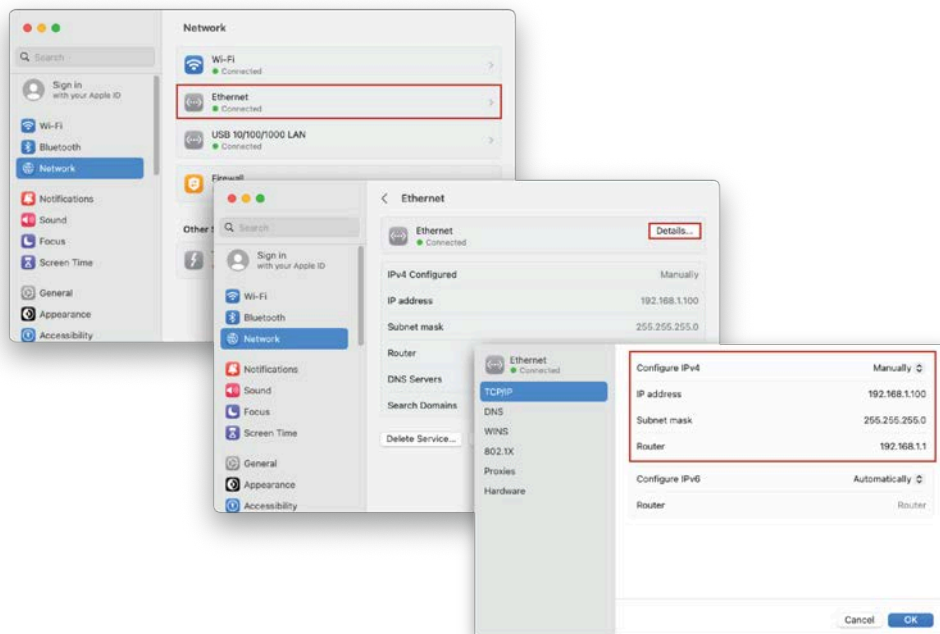 Network
Search
Sign in
with your Apple ID
Wi-Fi
Bluetooth
Network
Notifications
Sound
Focus
Screen Time
General
Appearance
Accessibility
Wi-Fi
Connected
Ethernet
Connected
USB 10/100/1000 LAN
Connected
Firewall
Other
Ethernet
Search
Sign in
with your Apple ID
Wi-Fi
Bluetooth
Network
Notifications
Sound
Focus
Screen Time
General
Appearance
Accessibility
Ethernet
Connected
Details...
IPv4 Configured Manually
IP address 192.168.1.100
Subnet mask 255.255.255.0
Router
DNS Servers
Search Domains
Delete Service...
Ethernet
Connected
TCP/IP
DNS
WINS
802.1X
Proxies
Hardware
Configure IPv4 Manually
IP address 192.168.1.100
Subnet mask 255.255.255.0
Router 192.168.1.1
Configure IPv6 Automatically
Router Router
Cancel OK